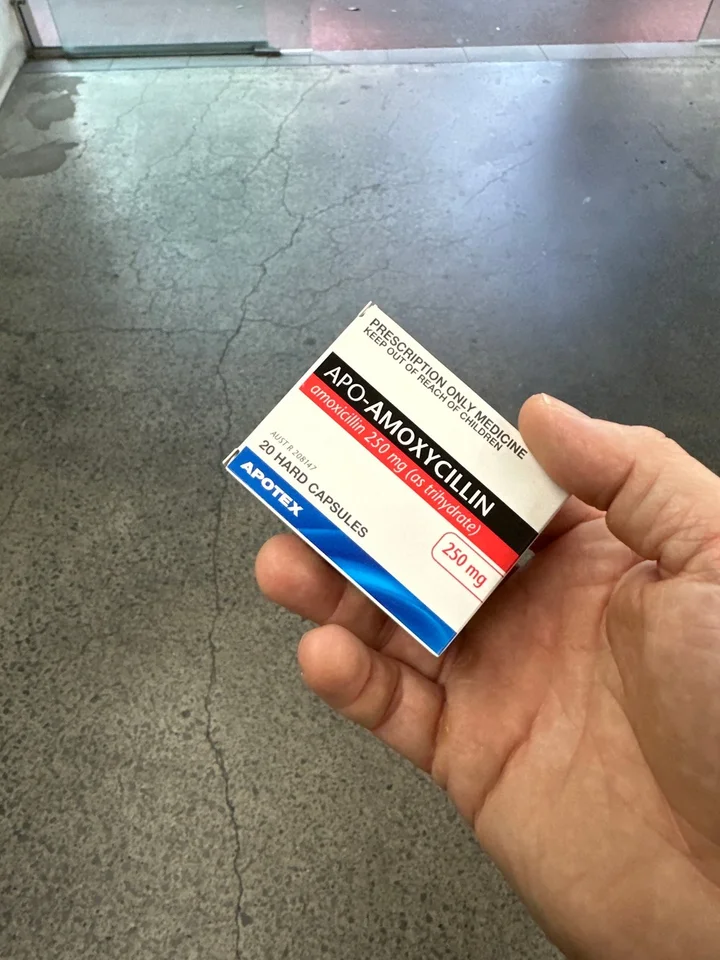 PRESCRIPTION ONLY MEDICINE
KEEP OUT OF REACH OF CHILDREN
APO-AMOXYCILLIN
amoxicillin 250 mg (as trihydrate)
250 mg
AUST R 208147
20 HARD CAPSULES
APOTEX